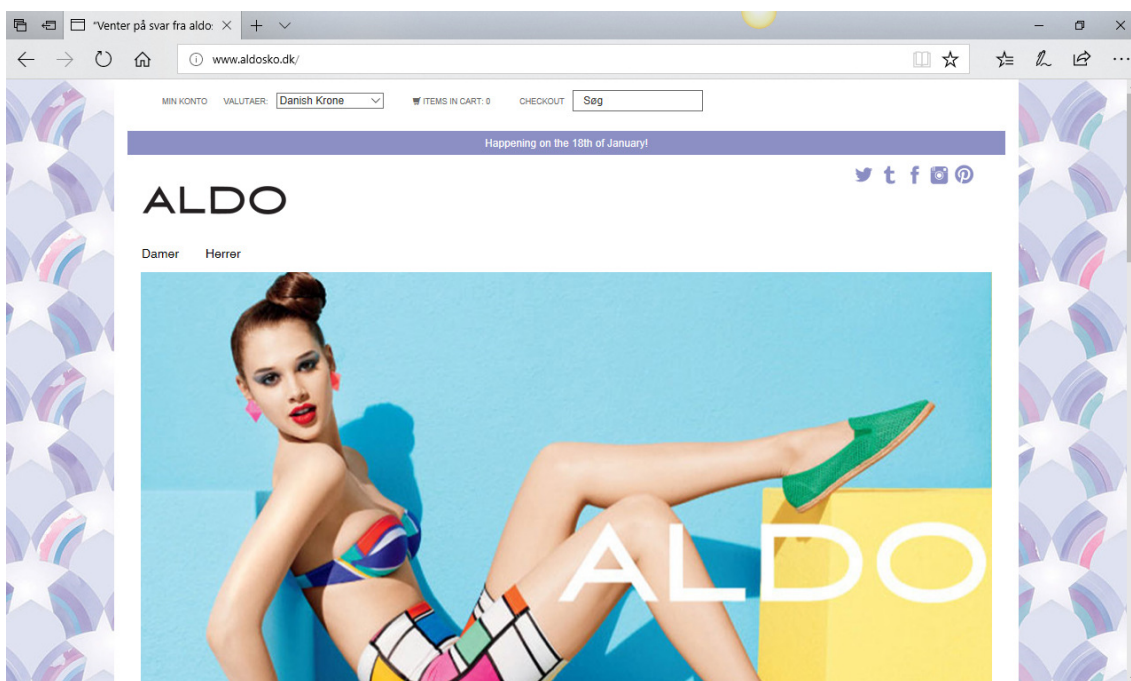 "Venter på svar fra aldo:
www.aldosko.dk/
MIN KONTO VALUTAER: Danish Krone ITEMS IN CART: 0 CHECKOUT Søg
Happening on the 18th of January!
ALDO
Damer Herrer
ALDO